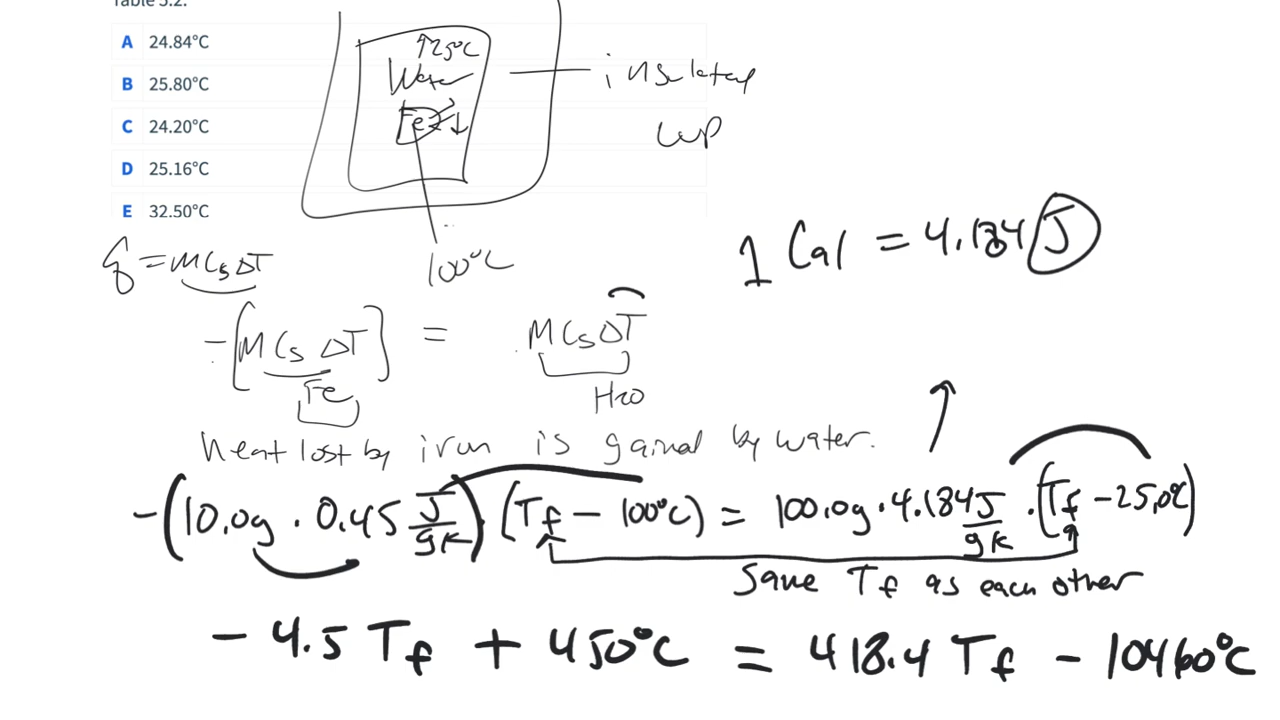 Table 5.2.
A 24.84°C
B 25.80°C
C 24.20°C
D 25.16°C
E 32.50°C
↑25°C
Water
Fe ↓
insulated
cup
100°C
q = mCsΔT
1 Cal = 4.184 J
-[MCsΔT] = MCsΔT
Fe
H2O
heat lost by iron is gained by water.
-(10.0g · 0.45 J/gK) · (Tf - 100°C) = 100.0g · 4.184 J/gK · (Tf - 25.0°C)
Same Tf as each other
- 4.5 Tf + 450°C = 418.4 Tf - 10460°C